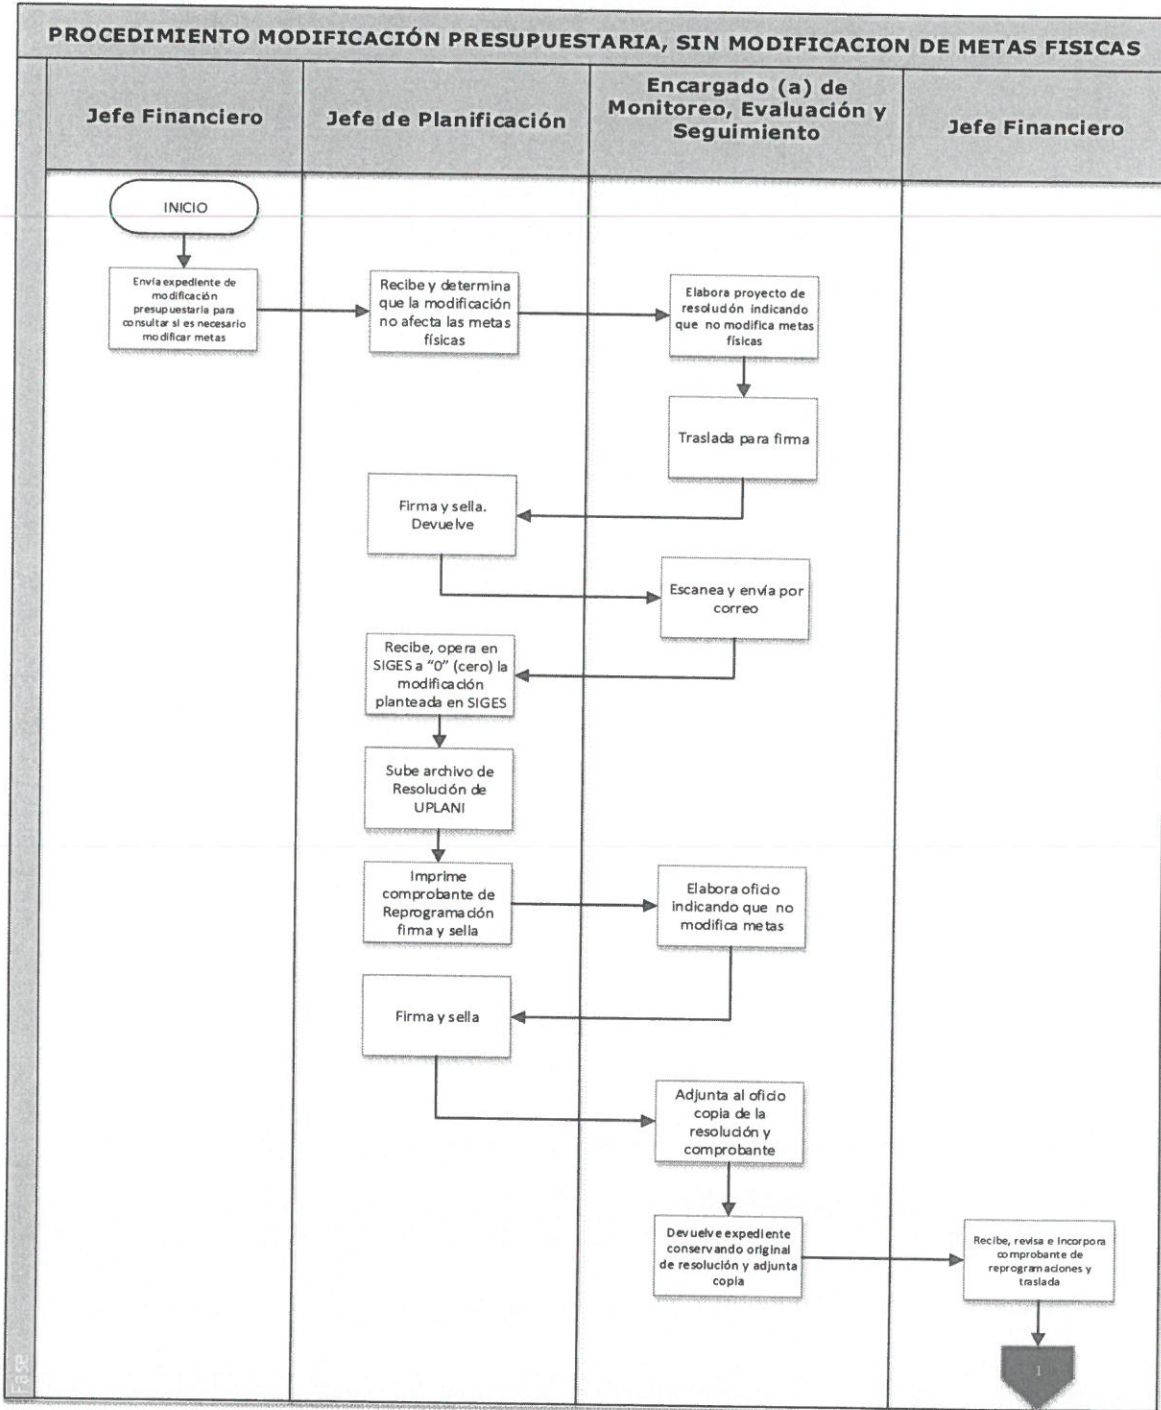 PROCEDIMIENTO MODIFICACIÓN PRESUPUESTARIA, SIN MODIFICACION DE METAS FISICAS
Jefe Financiero
Jefe de Planificación
Encargado (a) de
Monitoreo, Evaluación y
Seguimiento
Jefe Financiero
INICIO
Envía expediente de
modificación
presupuestaria para
consultar si es necesario
modificar metas
Recibe y determina
que la modificación
no afecta las metas
físicas
Elabora proyecto de
resolución indicando
que no modifica metas
físicas
Traslada para firma
Firma y sella.
Devuelve
Escanea y envía por
correo
Recibe, opera en
SIGES a "0" (cero) la
modificación
planteada en SIGES
Sube archivo de
Resolución de
UPLANI
Imprime
comprobante de
Reprogramación
firma y sella
Elabora oficio
indicando que no
modifica metas
Firma y sella
Adjunta al oficio
copia de la
resolución y
comprobante
Devuelve expediente
conservando original
de resolución y adjunta
copia
Recibe, revisa e incorpora
comprobante de
reprogramaciones y
traslada
1
Fase